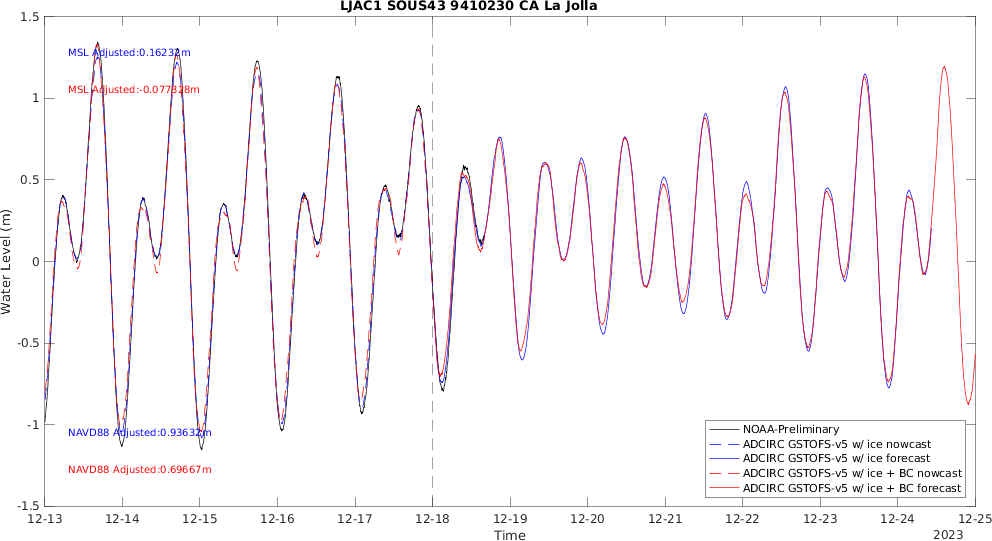 LJAC1 SOUS43 9410230 CA La Jolla
1.5
MSL Adjusted:0.16232m
MSL Adjusted:-0.077328m
1
0.5
Water Level (m)
0
-0.5
-1
NAVD88 Adjusted:0.93632m
NAVD88 Adjusted:0.69667m
NOAA-Preliminary
ADCIRC GSTOFS-v5 w/ ice nowcast
ADCIRC GSTOFS-v5 w/ ice forecast
ADCIRC GSTOFS-v5 w/ ice + BC nowcast
ADCIRC GSTOFS-v5 w/ ice + BC forecast
-1.5
12-13 12-14 12-15 12-16 12-17 12-18 12-19 12-20 12-21 12-22 12-23 12-24 12-25
Time
2023